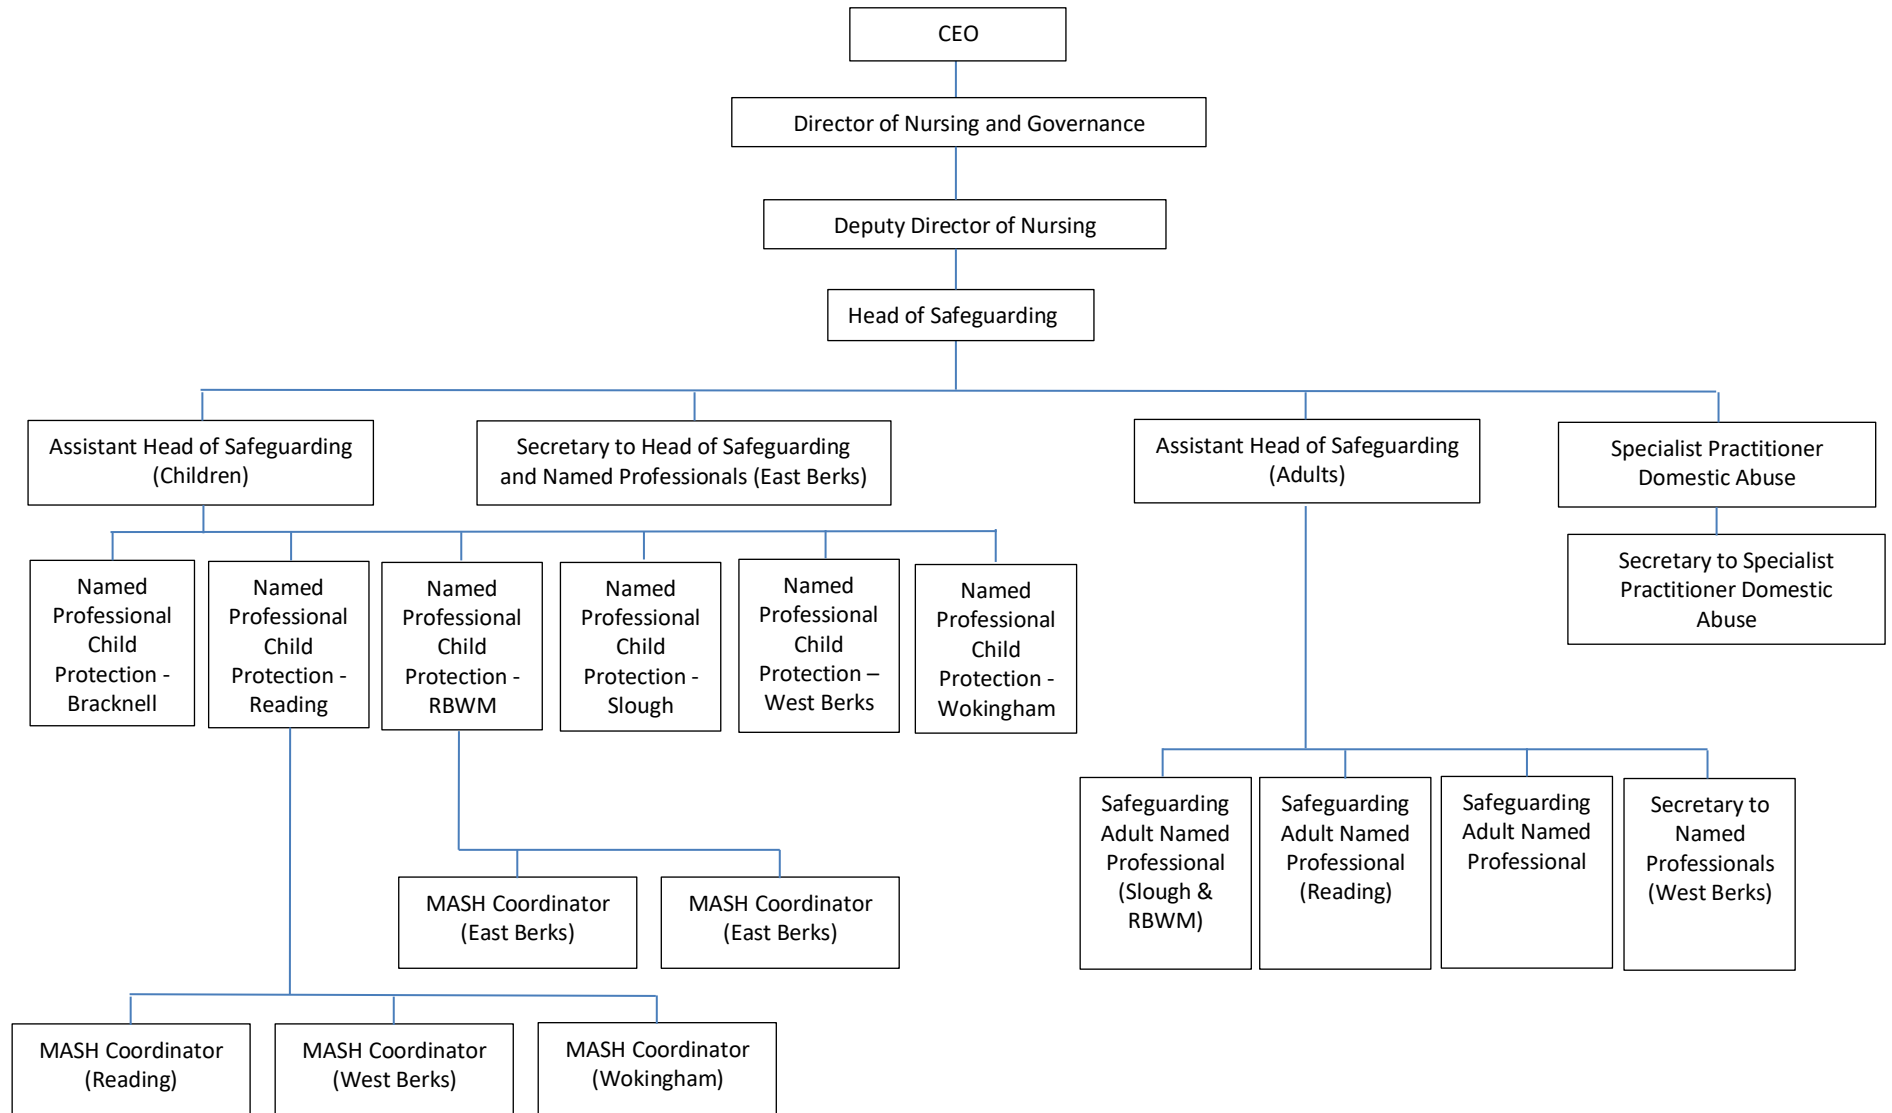 CEO
Director of Nursing and Governance
Deputy Director of Nursing
Head of Safeguarding
Assistant Head of Safeguarding
(Children)
Secretary to Head of Safeguarding
and Named Professionals (East Berks)
Assistant Head of Safeguarding
(Adults)
Specialist Practitioner
Domestic Abuse
Secretary to Specialist
Practitioner Domestic
Abuse
Named
Professional
Child
Protection -
Bracknell
Named
Professional
Child
Protection -
Reading
Named
Professional
Child
Protection -
RBWM
Named
Professional
Child
Protection -
Slough
Named
Professional
Child
Protection –
West Berks
Named
Professional
Child
Protection -
Wokingham
Safeguarding
Adult Named
Professional
(Slough &
RBWM)
Safeguarding
Adult Named
Professional
(Reading)
Safeguarding
Adult Named
Professional
Secretary to
Named
Professionals
(West Berks)
MASH Coordinator
(East Berks)
MASH Coordinator
(East Berks)
MASH Coordinator
(Reading)
MASH Coordinator
(West Berks)
MASH Coordinator
(Wokingham)